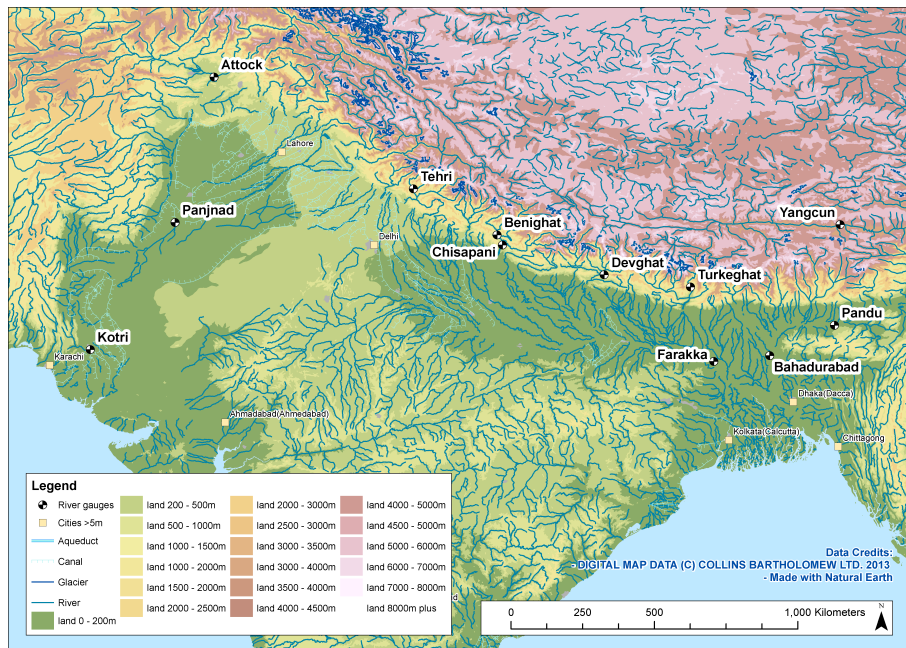 Attock
Lahore
Tehri
Panjnad
Yangcun
Benighat
Delhi
Chisapani
Devghat
Turkeghat
Pandu
Kotri
Karachi
Farakka
Bahadurabad
Dhaka(Dacca)
Ahmadabad(Ahmedabad)
Kolkata(Calcutta)
Chittagong
Legend
River gauges
Cities >5m
Aqueduct
Canal
Glacier
River
land 0 - 200m
land 200 - 500m
land 500 - 1000m
land 1000 - 1500m
land 1000 - 2000m
land 1500 - 2000m
land 2000 - 2500m
land 2000 - 3000m
land 2500 - 3000m
land 3000 - 3500m
land 3000 - 4000m
land 3500 - 4000m
land 4000 - 4500m
land 4000 - 5000m
land 4500 - 5000m
land 5000 - 6000m
land 6000 - 7000m
land 7000 - 8000m
land 8000m plus
Data Credits:
- DIGITAL MAP DATA (C) COLLINS BARTHOLOMEW LTD. 2013
- Made with Natural Earth
0 250 500 1,000 Kilometers
N